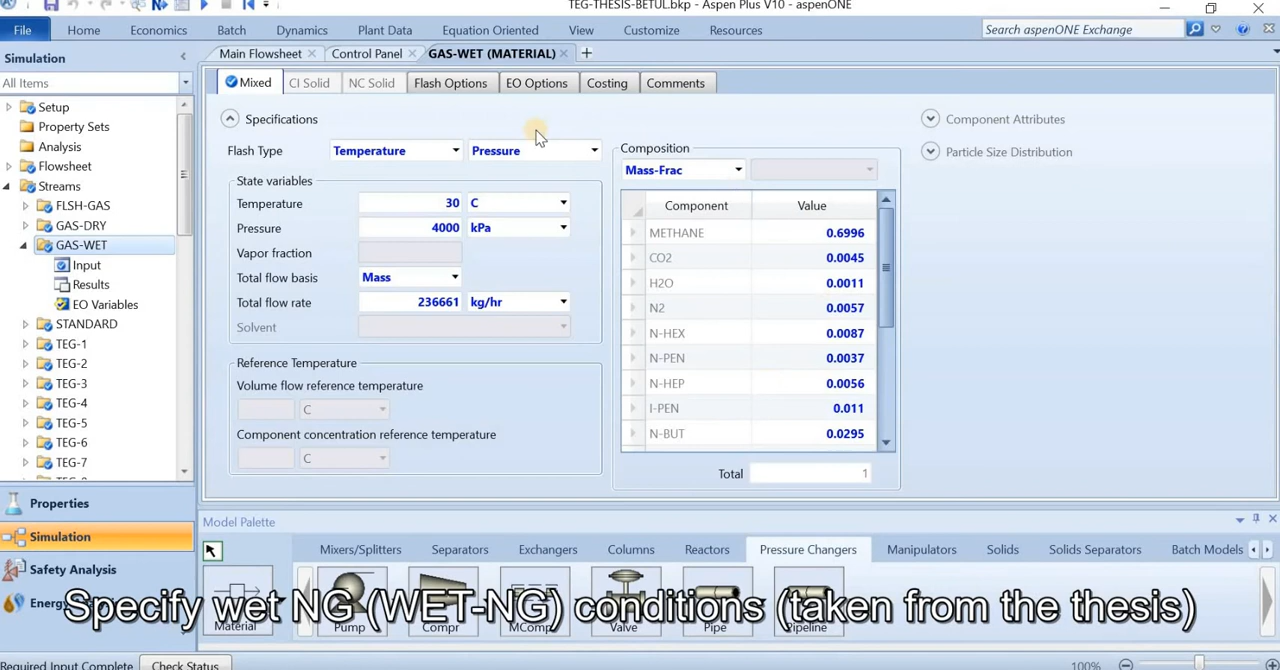 TEG-THESIS-BETUL.bkp - Aspen Plus V10 - aspenONE
File Home Economics Batch Dynamics Plant Data Equation Oriented View Customize Resources Search aspenONE Exchange
Simulation
Main Flowsheet Control Panel GAS-WET (MATERIAL)
All Items
Mixed CI Solid NC Solid Flash Options EO Options Costing Comments
Setup
Property Sets
Analysis
Flowsheet
Streams
FLSH-GAS
GAS-DRY
GAS-WET
Input
Results
EO Variables
STANDARD
TEG-1
TEG-2
TEG-3
TEG-4
TEG-5
TEG-6
TEG-7
Properties
Simulation
Safety Analysis
Specifications
Flash Type Temperature Pressure
State variables
Temperature 30 C
Pressure 4000 kPa
Vapor fraction
Total flow basis Mass
Total flow rate 236661 kg/hr
Solvent
Reference Temperature
Volume flow reference temperature
C
Component concentration reference temperature
C
Composition
Mass-Frac
Component Value
METHANE 0.6996
CO2 0.0045
H2O 0.0011
N2 0.0057
N-HEX 0.0087
N-PEN 0.0037
N-HEP 0.0056
I-PEN 0.011
N-BUT 0.0295
Total 1
Component Attributes
Particle Size Distribution
Model Palette
Mixers/Splitters Separators Exchangers Columns Reactors Pressure Changers Manipulators Solids Solids Separators Batch Models
Material Pump Compr MComp Valve Pipe Pipeline
Specify wet NG (WET-NG) conditions (taken from the thesis)
Required Input Complete Check Status 100%